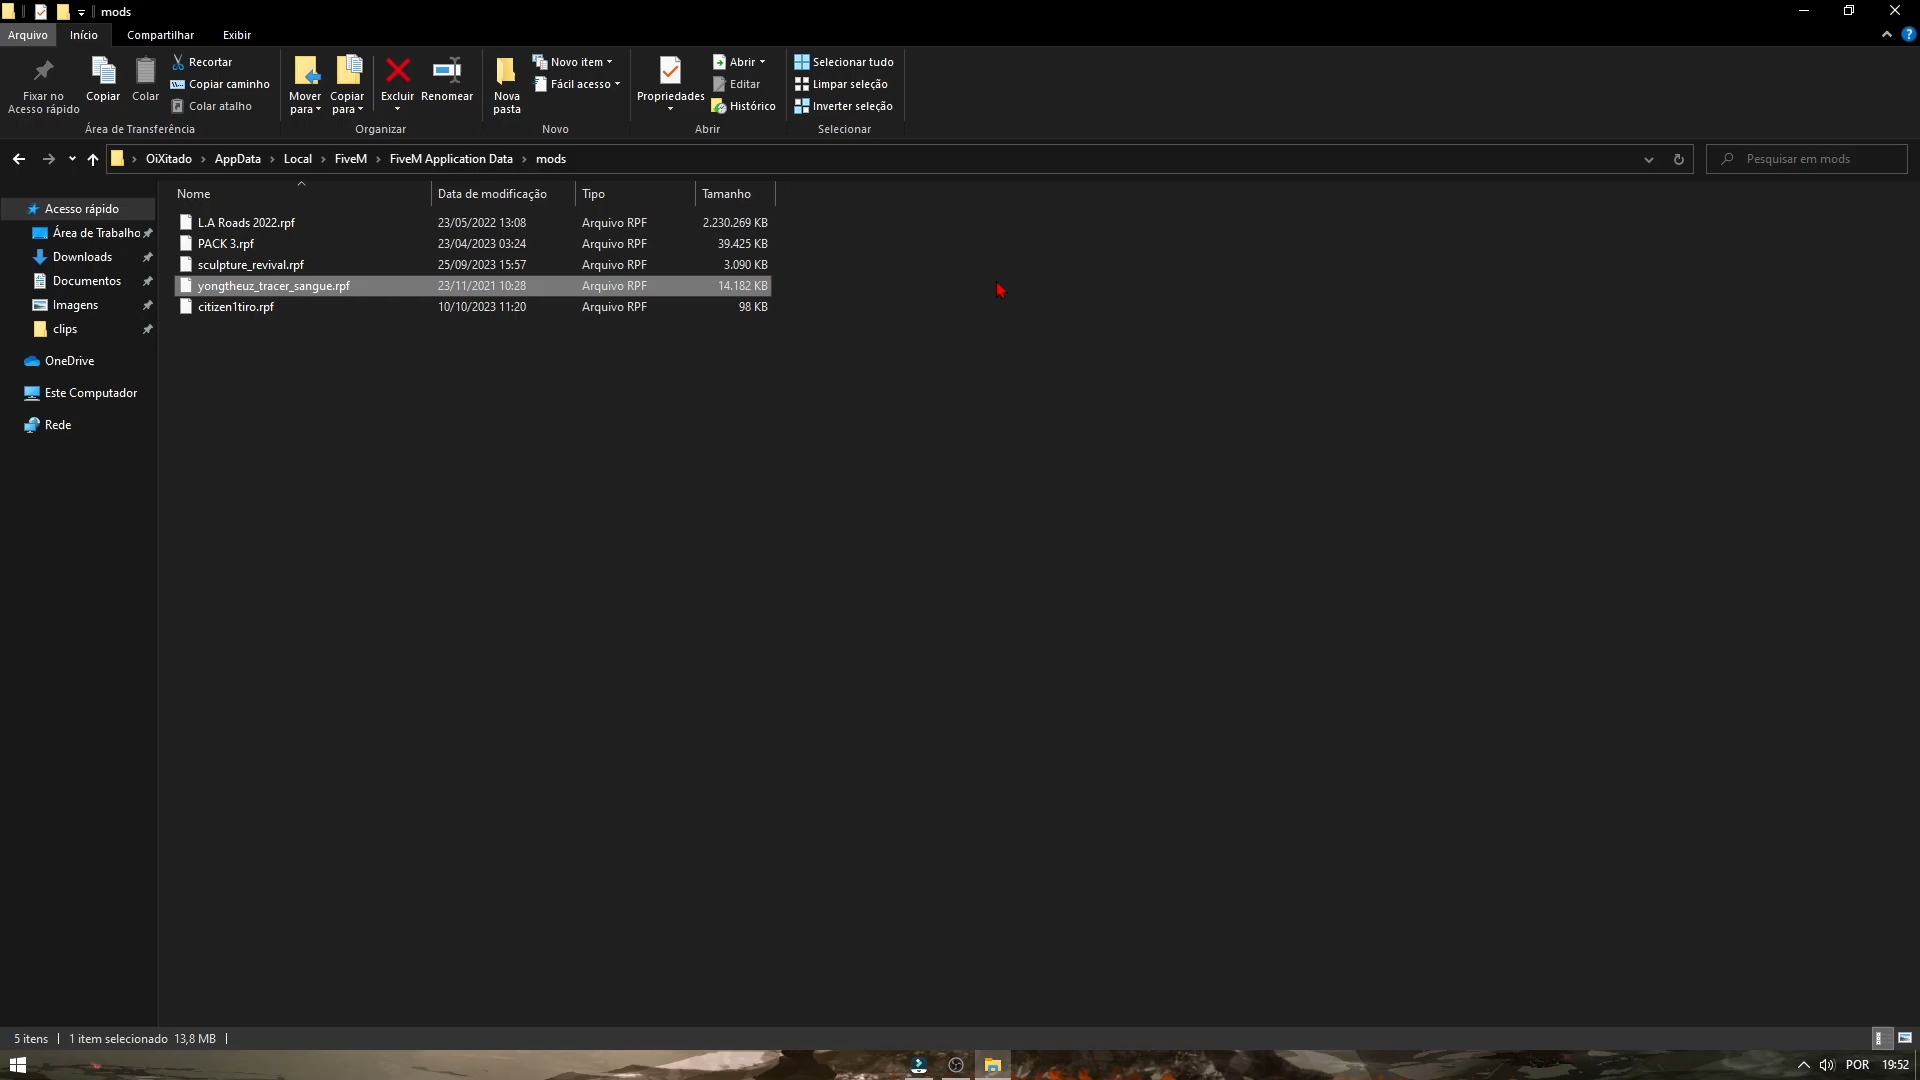 mods
Arquivo
Início
Compartilhar
Exibir
Fixar no
Acesso rápido
Copiar
Colar
Recortar
Copiar caminho
Colar atalho
Área de Transferência
Mover
para
Copiar
para
Excluir
Renomear
Organizar
Nova
pasta
Novo item
Fácil acesso
Novo
Propriedades
Abrir
Editar
Histórico
Abrir
Selecionar tudo
Limpar seleção
Inverter seleção
Selecionar
OiXitado › AppData › Local › FiveM › FiveM Application Data › mods
Pesquisar em mods
Acesso rápido
Área de Trabalho
Downloads
Documentos
Imagens
clips
OneDrive
Este Computador
Rede
Nome Data de modificação Tipo Tamanho
L.A Roads 2022.rpf 23/05/2022 13:08 Arquivo RPF 2.230.269 KB
PACK 3.rpf 23/04/2023 03:24 Arquivo RPF 39.425 KB
sculpture_revival.rpf 25/09/2023 15:57 Arquivo RPF 3.090 KB
yongtheuz_tracer_sangue.rpf 23/11/2021 10:28 Arquivo RPF 14.182 KB
citizen1tiro.rpf 10/10/2023 11:20 Arquivo RPF 98 KB
5 itens 1 item selecionado 13,8 MB
POR 19:52